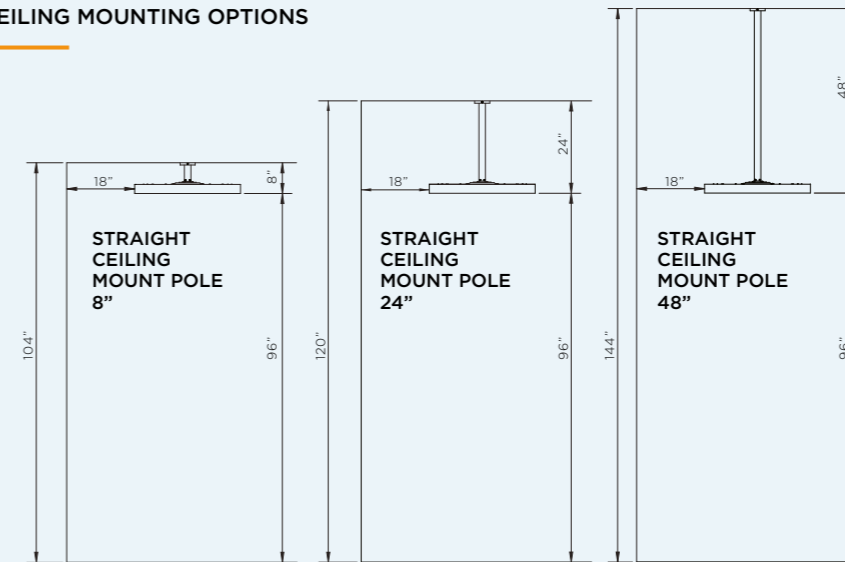 EILING MOUNTING OPTIONS
18"
8"
STRAIGHT
CEILING
MOUNT POLE
8”
104"
96"
24"
18"
STRAIGHT
CEILING
MOUNT POLE
24”
120"
96"
48"
18"
STRAIGHT
CEILING
MOUNT POLE
48”
144"
96"